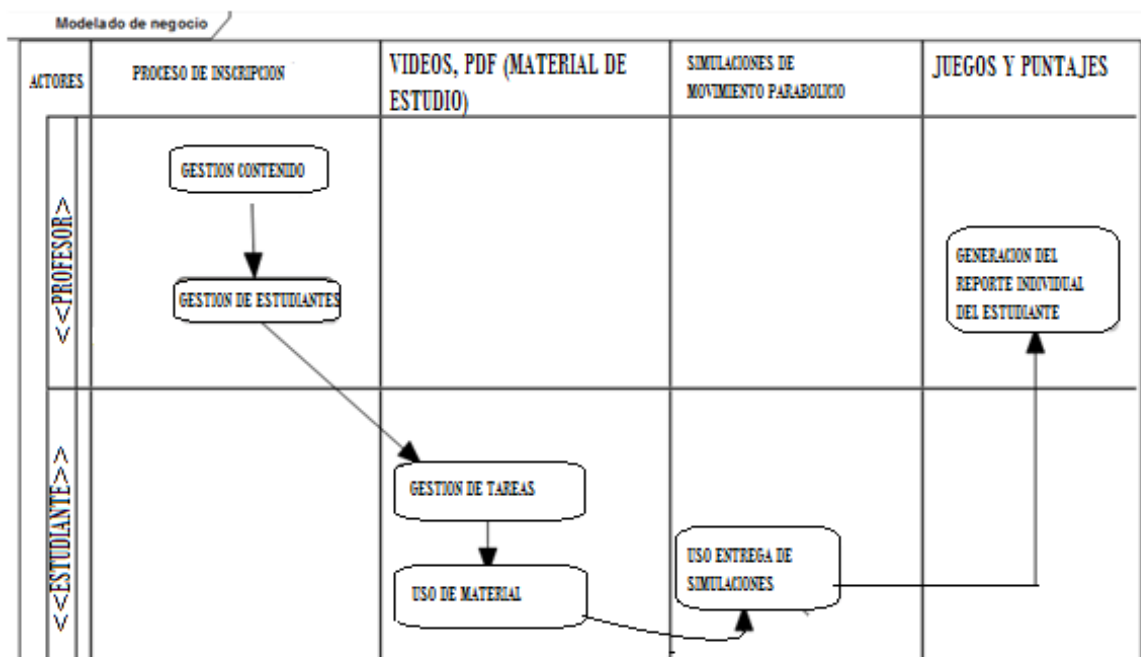 Modelado de negocio
ACTORES
PROCESO DE INSCRIPCION
VIDEOS, PDF (MATERIAL DE
ESTUDIO)
SIMULACIONES DE
MOVIMIENTO PARABOLICIO
JUEGOS Y PUNTAJES
<<PROFESOR>
GESTION CONTENIDO
GESTION DE ESTUDIANTES
GENERACION DEL
REPORTE INDIVIDUAL
DEL ESTUDIANTE
<<ESTUDIANTE>>
GESTION DE TAREAS
USO DE MATERIAL
USO ENTREGA DE
SIMULACIONES